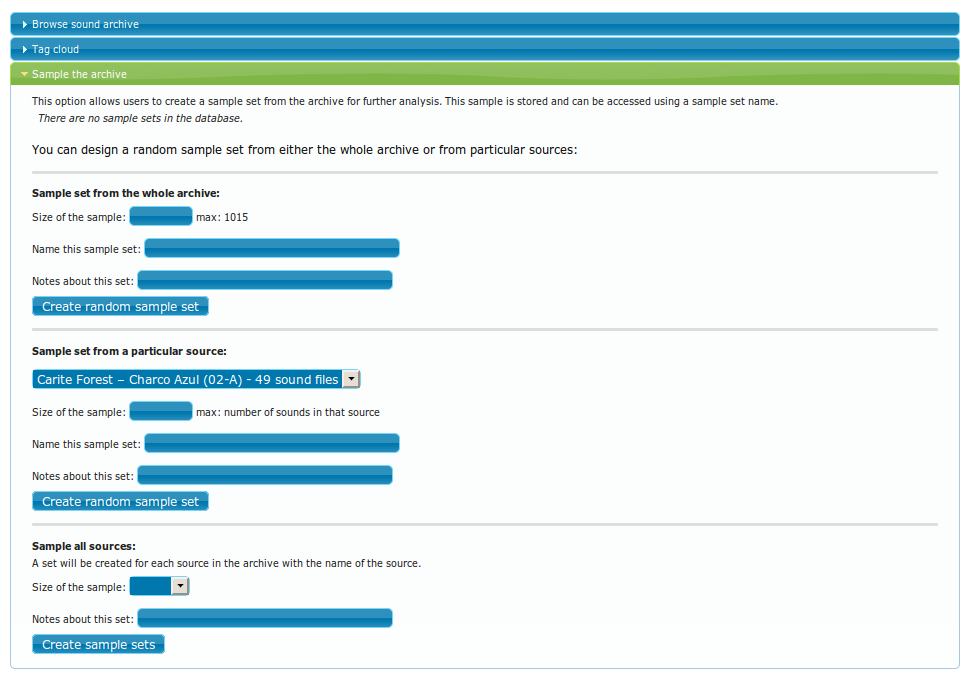 Browse sound archive
Tag cloud
Sample the archive
This option allows users to create a sample set from the archive for further analysis. This sample is stored and can be accessed using a sample set name.
There are no sample sets in the database.
You can design a random sample set from either the whole archive or from particular sources:
Sample set from the whole archive:
Size of the sample: max: 1015
Name this sample set:
Notes about this set:
Create random sample set
Sample set from a particular source:
Carite Forest – Charco Azul (02-A) - 49 sound files
Size of the sample: max: number of sounds in that source
Name this sample set:
Notes about this set:
Create random sample set
Sample all sources:
A set will be created for each source in the archive with the name of the source.
Size of the sample:
Notes about this set:
Create sample sets